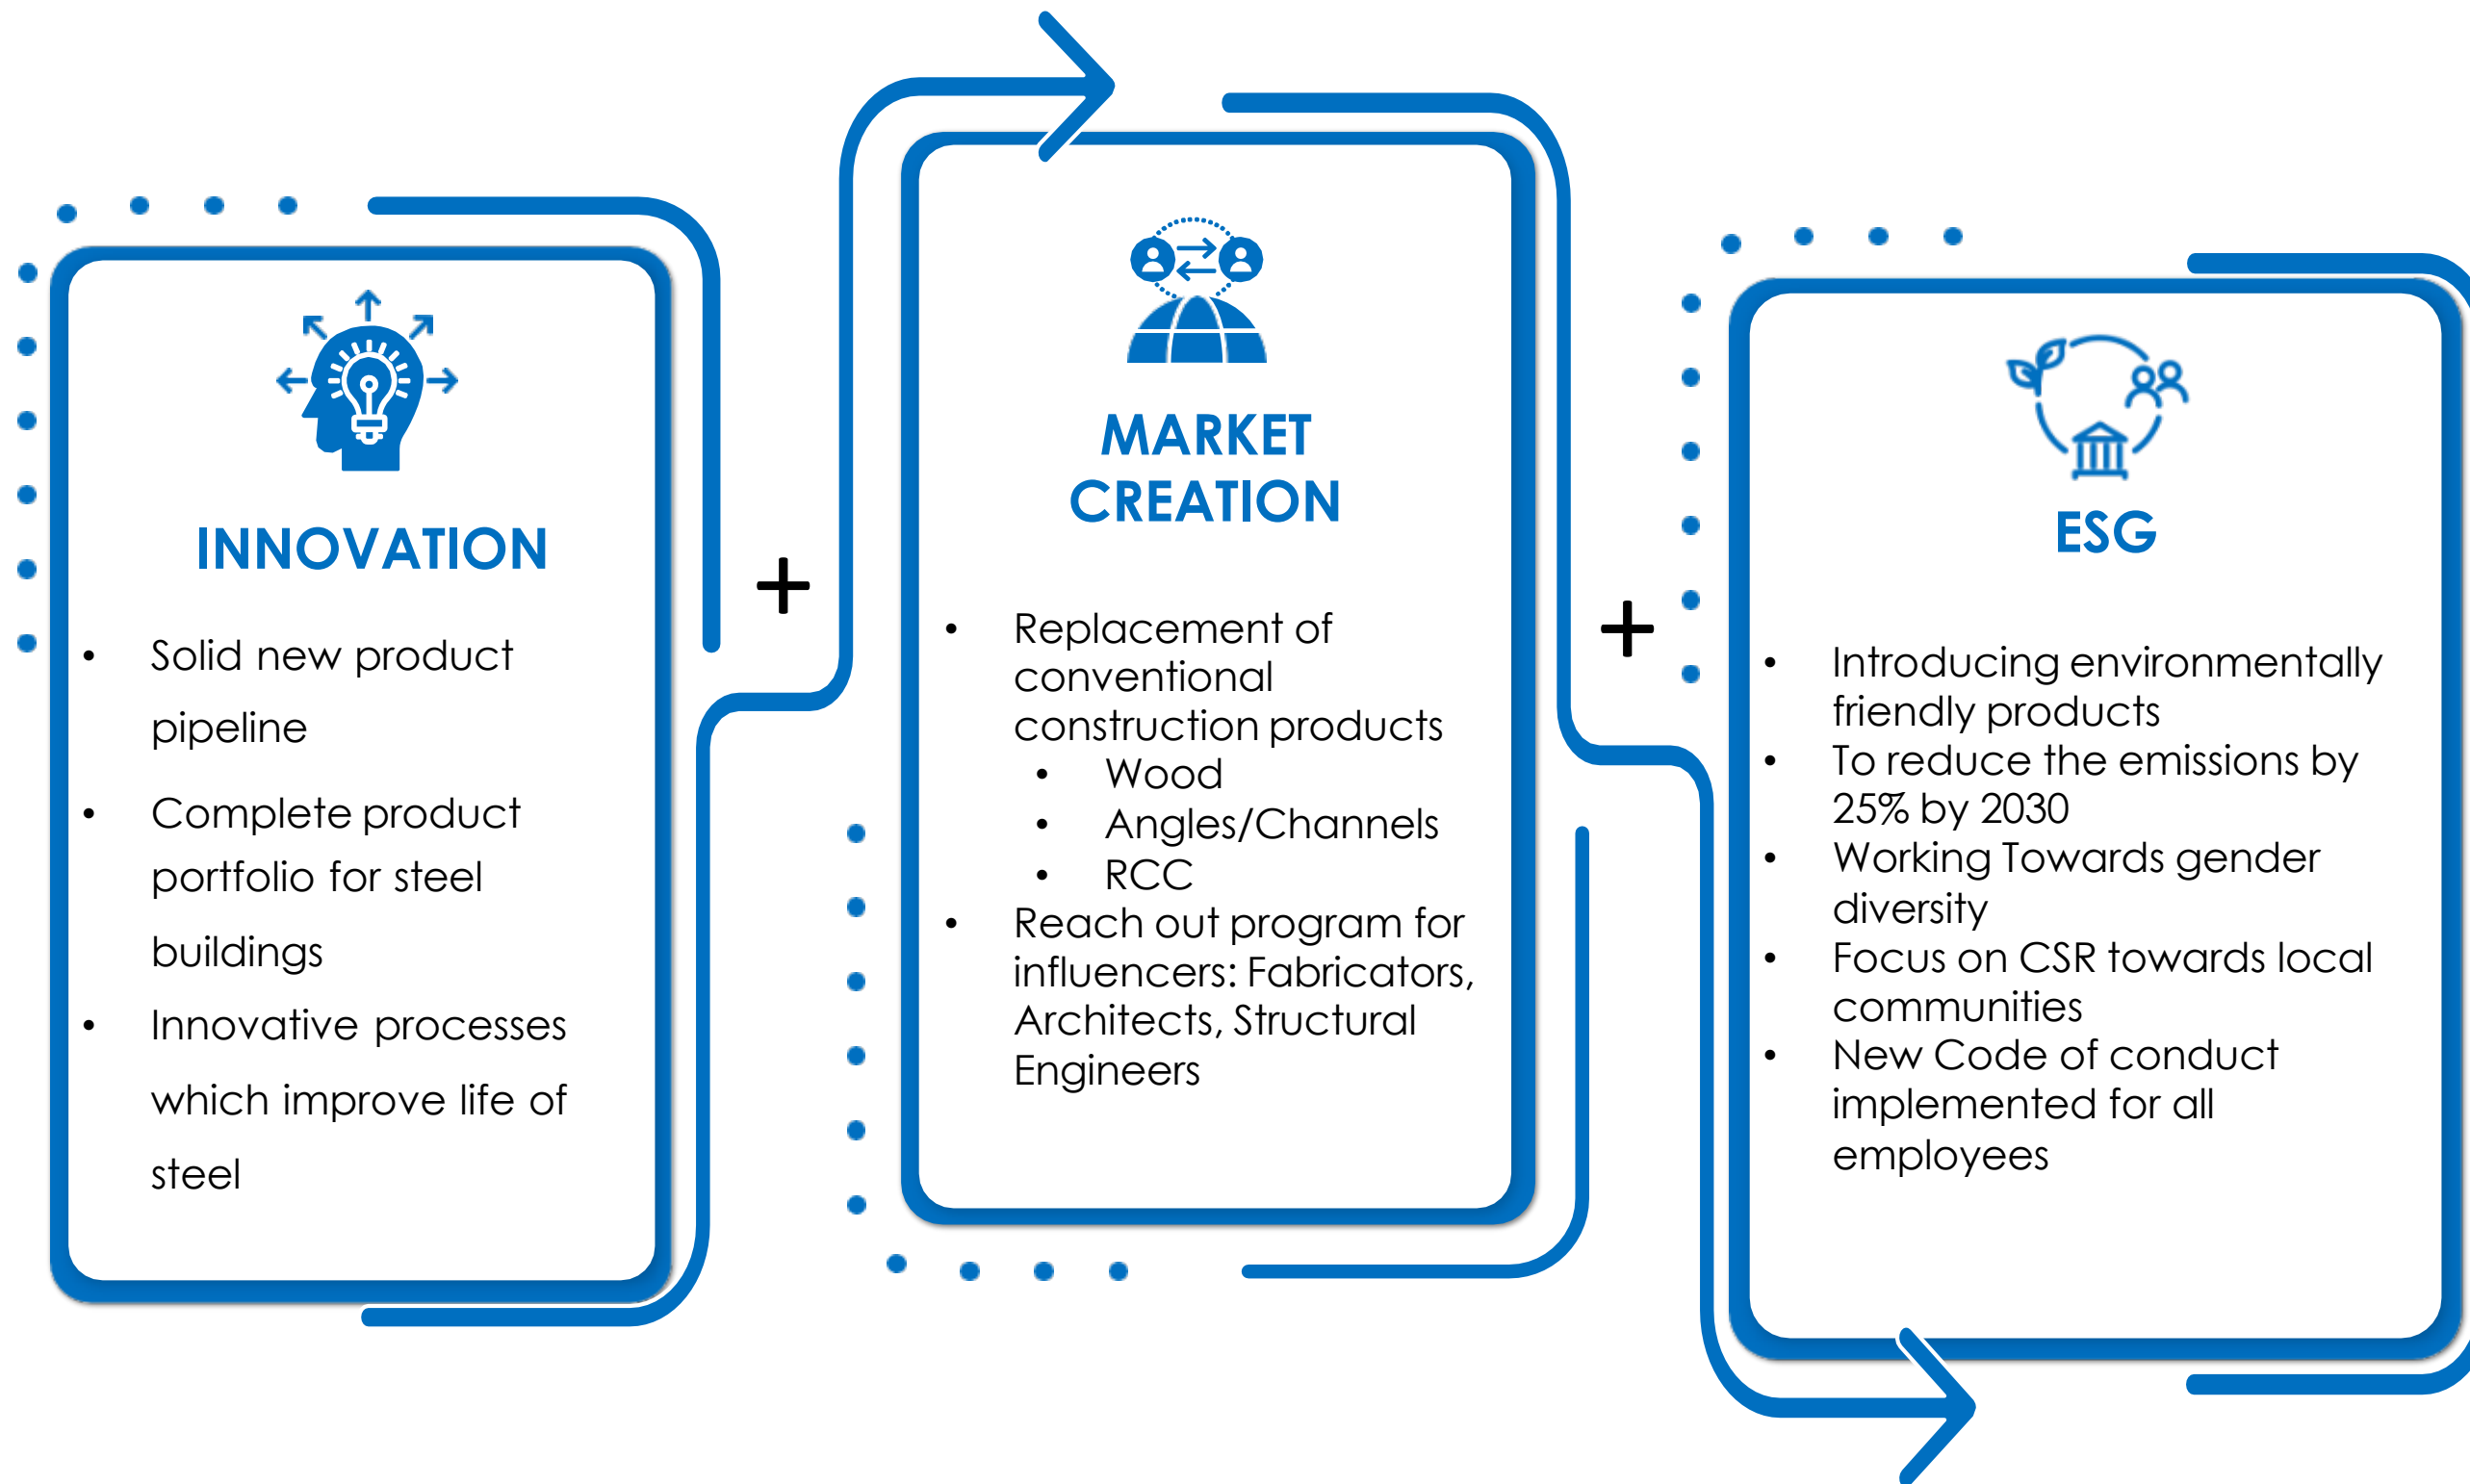 INNOVATION
• Solid new product
pipeline
• Complete product
portfolio for steel
buildings
• Innovative processes
which improve life of
steel
+
MARKET
CREATION
• Replacement of
conventional
construction products
• Wood
• Angles/Channels
• RCC
• Reach out program for
influencers: Fabricators,
Architects, Structural
Engineers
+
ESG
• Introducing environmentally
friendly products
• To reduce the emissions by
25% by 2030
• Working Towards gender
diversity
• Focus on CSR towards local
communities
• New Code of conduct
implemented for all
employees